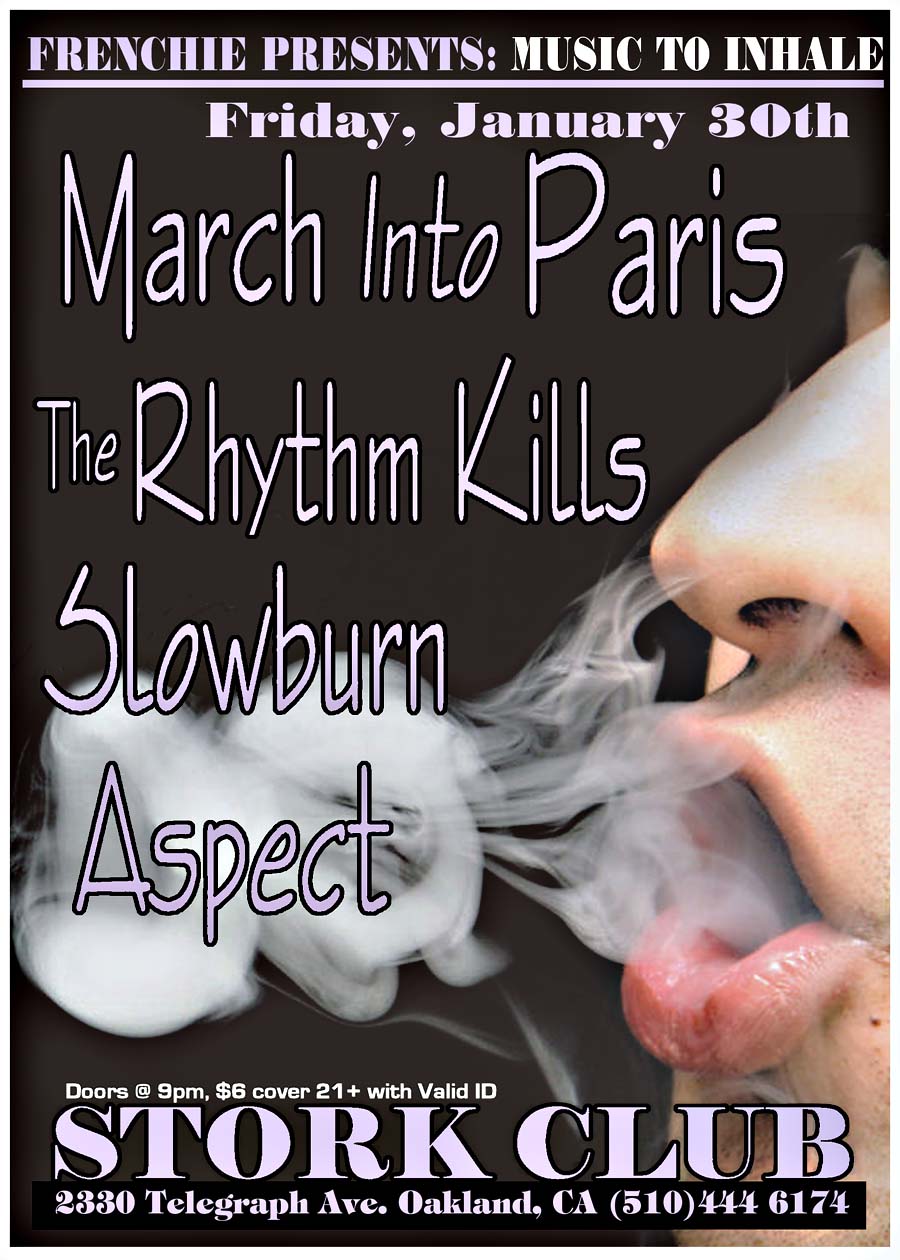 FRENCHIE PRESENTS: MUSIC TO INHALE
Friday, January 30th
March Into Paris
The Rhythm Kills
Slowburn
Aspect
Doors @ 9pm, $6 cover 21+ with Valid ID
STORK CLUB
2330 Telegraph Ave. Oakland, CA (510)444 6174